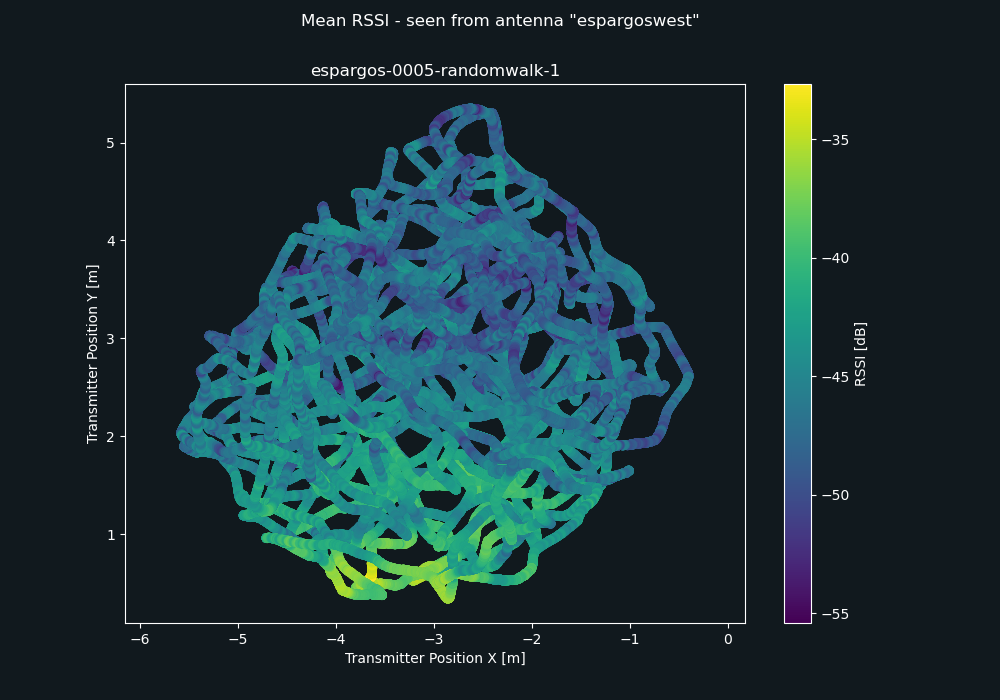 Mean RSSI - seen from antenna "espargoswest"
espargos-0005-randomwalk-1
5
4
3
2
1
Transmitter Position Y [m]
−6 −5 −4 −3 −2 −1 0
Transmitter Position X [m]
−35
−40
−45
−50
−55
RSSI [dB]